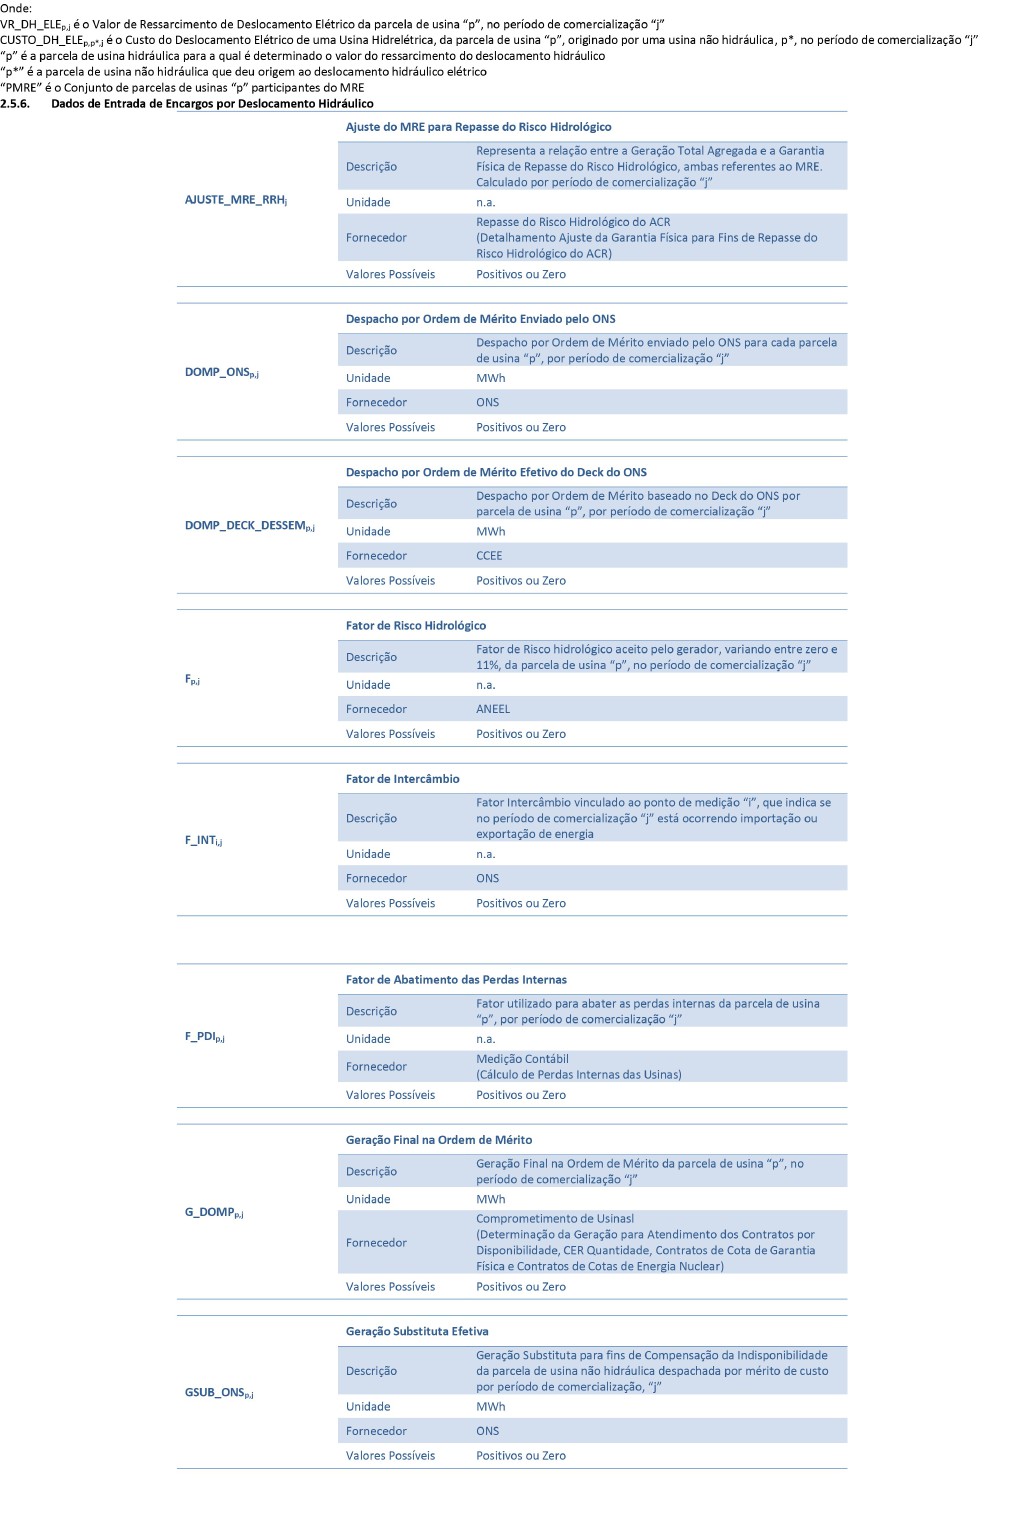 Onde:
VR_DH_ELEp,j é o Valor de Ressarcimento de Deslocamento Elétrico da parcela de usina “p”, no período de comercialização “j”
CUSTO_DH_ELEp,p*,j é o Custo do Deslocamento Elétrico de uma Usina Hidrelétrica, da parcela de usina “p”, originado por uma usina não hidráulica, p*, no período de comercialização “j”
“p” é a parcela de usina hidráulica para a qual é determinado o valor do ressarcimento do deslocamento hidráulico
“p*” é a parcela de usina não hidráulica que deu origem ao deslocamento hidráulico elétrico
“PMRE” é o Conjunto de parcelas de usinas “p” participantes do MRE
2.5.6. Dados de Entrada de Encargos por Deslocamento Hidráulico
AJUSTE_MRE_RRHj
Ajuste do MRE para Repasse do Risco Hidrológico
Descrição
Representa a relação entre a Geração Total Agregada e a Garantia
Física de Repasse do Risco Hidrológico, ambas referentes ao MRE.
Calculado por período de comercialização “j”
Unidade n.a.
Fornecedor
Repasse do Risco Hidrológico do ACR
(Detalhamento Ajuste da Garantia Física para Fins de Repasse do
Risco Hidrológico do ACR)
Valores Possíveis Positivos ou Zero
DOMP_ONSp,j
Despacho por Ordem de Mérito Enviado pelo ONS
Descrição
Despacho por Ordem de Mérito enviado pelo ONS para cada parcela
de usina “p”, por período de comercialização “j”
Unidade MWh
Fornecedor ONS
Valores Possíveis Positivos ou Zero
DOMP_DECK_DESSEMp,j
Despacho por Ordem de Mérito Efetivo do Deck do ONS
Descrição
Despacho por Ordem de Mérito baseado no Deck do ONS por
parcela de usina “p”, por período de comercialização “j”
Unidade MWh
Fornecedor CCEE
Valores Possíveis Positivos ou Zero
Fp,j
Fator de Risco Hidrológico
Descrição
Fator de Risco hidrológico aceito pelo gerador, variando entre zero e
11%, da parcela de usina “p”, no período de comercialização “j”
Unidade n.a.
Fornecedor ANEEL
Valores Possíveis Positivos ou Zero
F_INTi,j
Fator de Intercâmbio
Descrição
Fator Intercâmbio vinculado ao ponto de medição “i”, que indica se
no período de comercialização “j” está ocorrendo importação ou
exportação de energia
Unidade n.a.
Fornecedor ONS
Valores Possíveis Positivos ou Zero
F_PDIp,j
Fator de Abatimento das Perdas Internas
Descrição
Fator utilizado para abater as perdas internas da parcela de usina
“p”, por período de comercialização “j”
Unidade n.a.
Fornecedor
Medição Contábil
(Cálculo de Perdas Internas das Usinas)
Valores Possíveis Positivos ou Zero
G_DOMPp,j
Geração Final na Ordem de Mérito
Descrição
Geração Final na Ordem de Mérito da parcela de usina “p”, no
período de comercialização “j”
Unidade MWh
Fornecedor
Comprometimento de Usinasl
(Determinação da Geração para Atendimento dos Contratos por
Disponibilidade, CER Quantidade, Contratos de Cota de Garantia
Física e Contratos de Cotas de Energia Nuclear)
Valores Possíveis Positivos ou Zero
GSUB_ONSp,j
Geração Substituta Efetiva
Descrição
Geração Substituta para fins de Compensação da Indisponibilidade
da parcela de usina não hidráulica despachada por mérito de custo
por período de comercialização, “j”
Unidade MWh
Fornecedor ONS
Valores Possíveis Positivos ou Zero